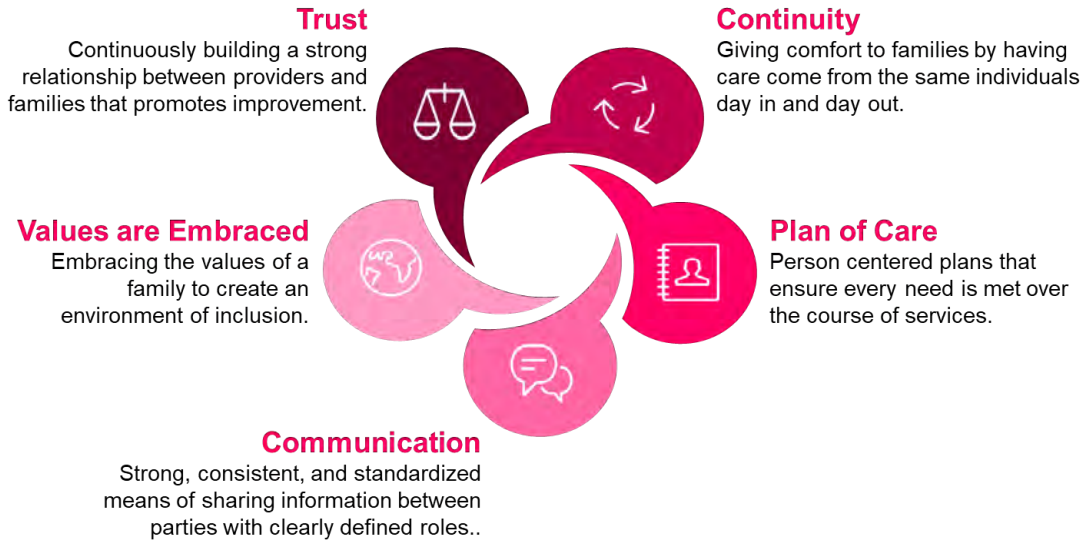 Trust
Continuously building a strong
relationship between providers and
families that promotes improvement.
Continuity
Giving comfort to families by having
care come from the same individuals
day in and day out.
Values are Embraced
Embracing the values of a
family to create an
environment of inclusion.
Plan of Care
Person centered plans that
ensure every need is met over
the course of services.
Communication
Strong, consistent, and standardized
means of sharing information between
parties with clearly defined roles..